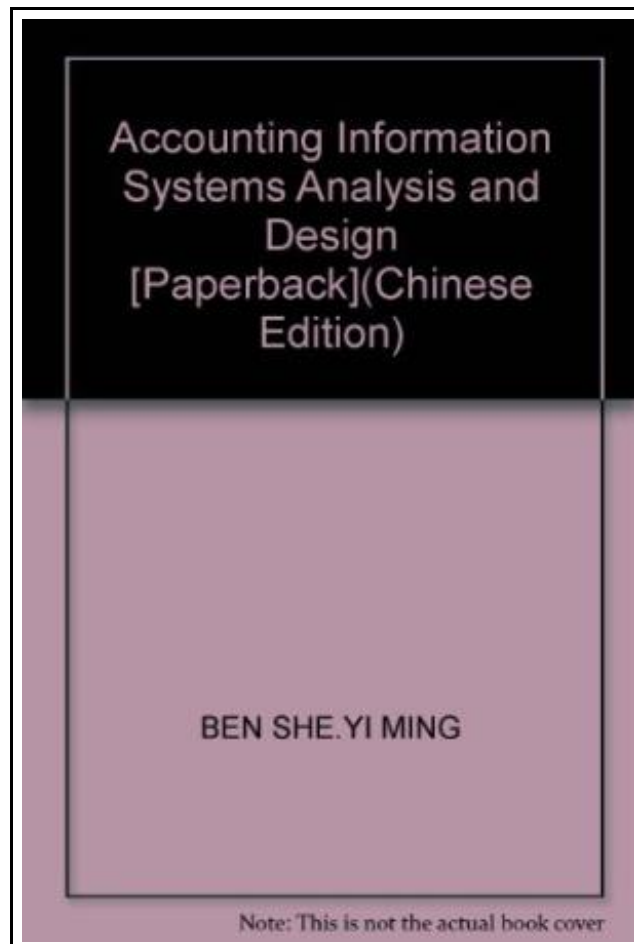 Accounting Information
Systems Analysis and
Design
[Paperback](Chinese
Edition)
BEN SHE.YI MING
Note: This is not the actual book cover